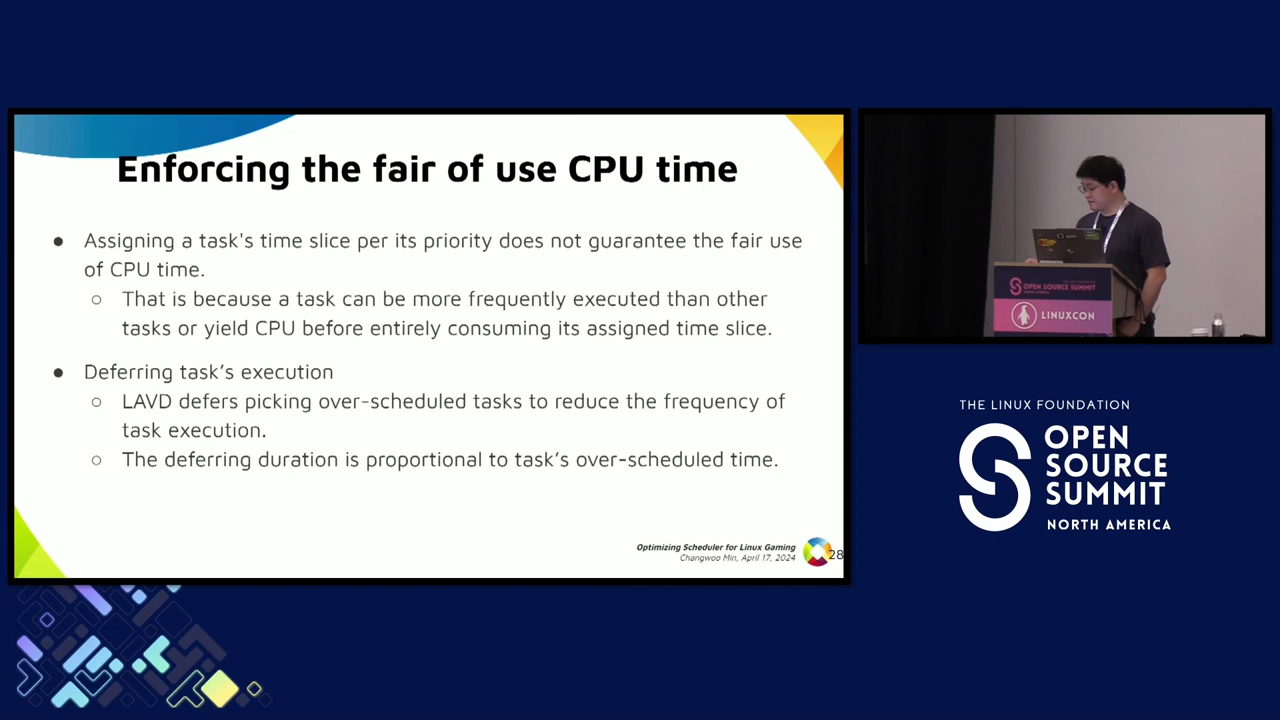 Enforcing the fair of use CPU time
● Assigning a task's time slice per its priority does not guarantee the fair use
of CPU time.
○ That is because a task can be more frequently executed than other
tasks or yield CPU before entirely consuming its assigned time slice.
● Deferring task’s execution
○ LAVD defers picking over-scheduled tasks to reduce the frequency of
task execution.
○ The deferring duration is proportional to task’s over-scheduled time.
Optimizing Scheduler for Linux Gaming
Changwoo Min, April 17, 2024
28
OPEN SOURCE SUMMIT
LINUXCON
THE LINUX FOUNDATION
OPEN
SOURCE
SUMMIT
NORTH AMERICA